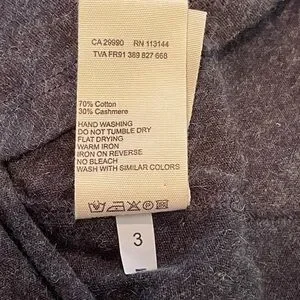 CA 29990 RN 113144
TVA FR91 389 827 668
70% Cotton
30% Cashmere
HAND WASHING
DO NOT TUMBLE DRY
FLAT DRYING
WARM IRON
IRON ON REVERSE
NO BLEACH
WASH WITH SIMILAR COLORS
3